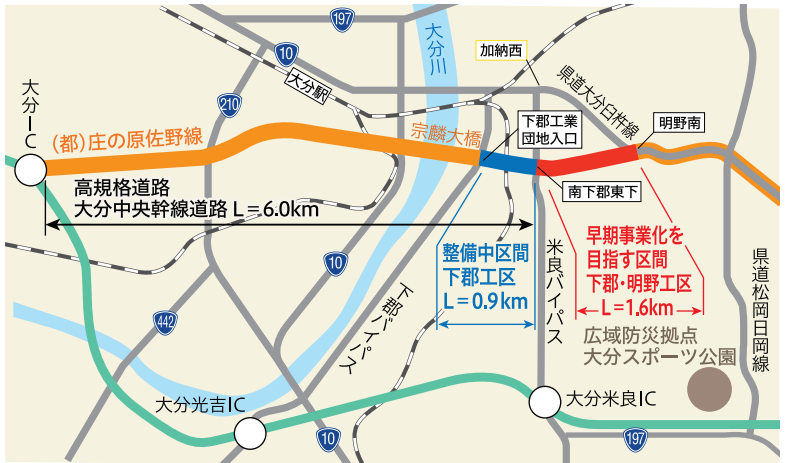 197
10
大分川
加納西
大分駅
県道大分臼杵線
大分IC
210
(都)庄の原佐野線
宗麟大橋
下郡工業
団地入口
明野南
高規格道路
大分中央幹線道路 L=6.0km
南下郡東下
整備中区間
下郡工区
L=0.9km
米良バイパス
早期事業化を
目指す区間
下郡・明野工区
L=1.6km
県道松岡日岡線
10
下郡バイパス
442
広域防災拠点
大分スポーツ公園
大分光吉IC
大分米良IC
10
197